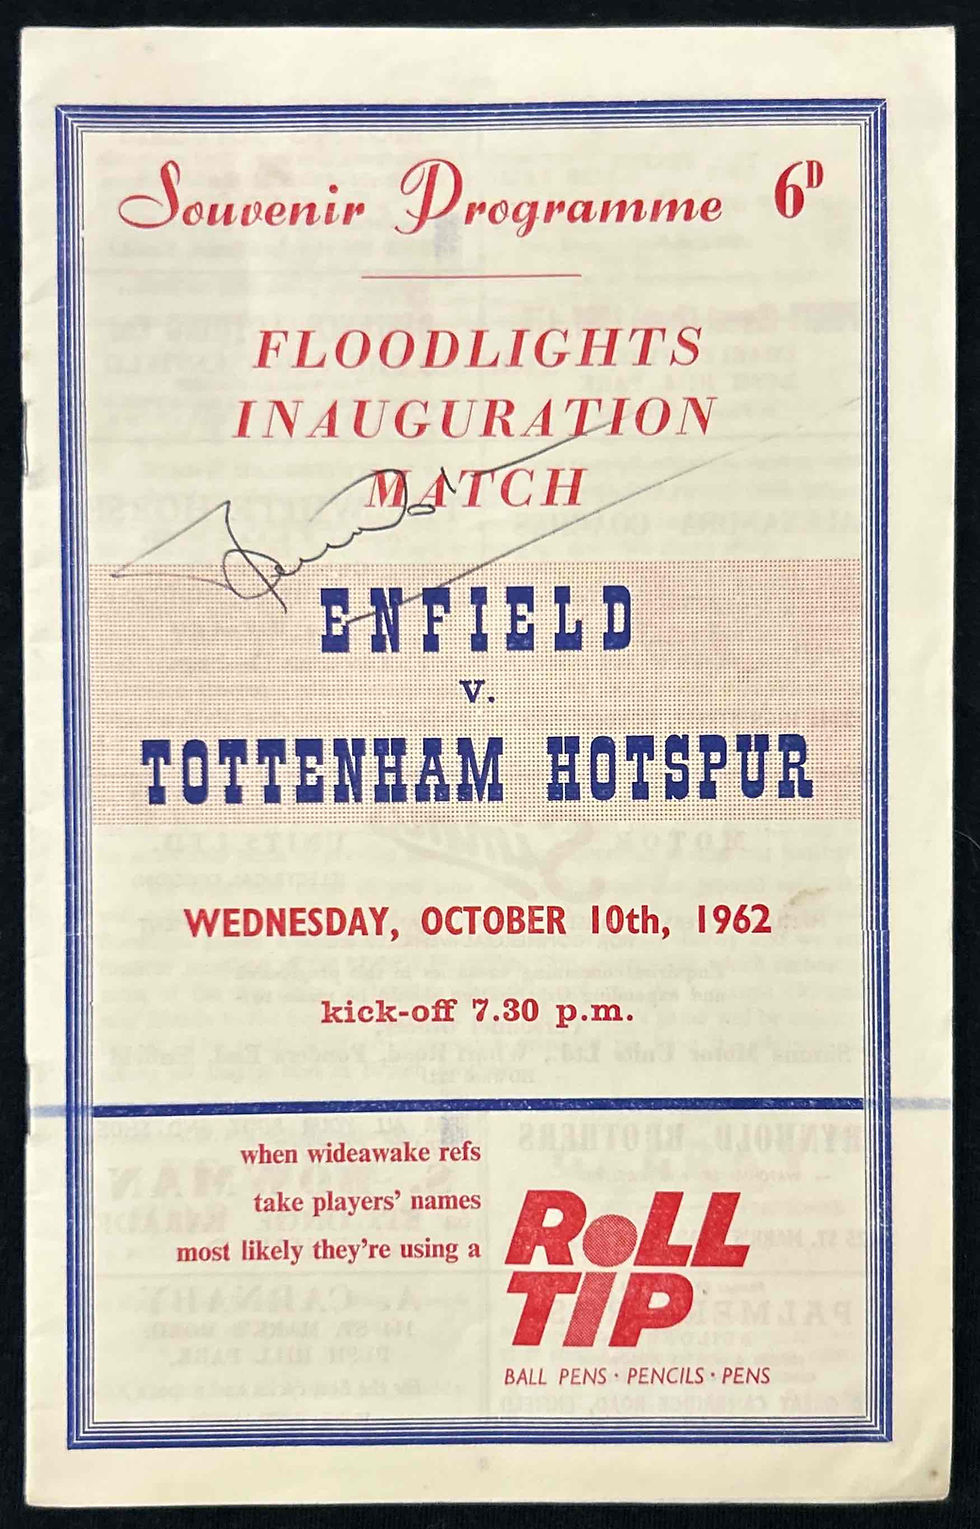 Souvenir Programme 6D
FLOODLIGHTS
INAUGURATION
MATCH
ENFIELD
v.
TOTTENHAM HOTSPUR
WEDNESDAY, OCTOBER 10th, 1962
kick-off 7.30 p.m.
when wideawake refs
take players' names
most likely they're using a
ROLL
TIP
BALL PENS · PENCILS · PENS